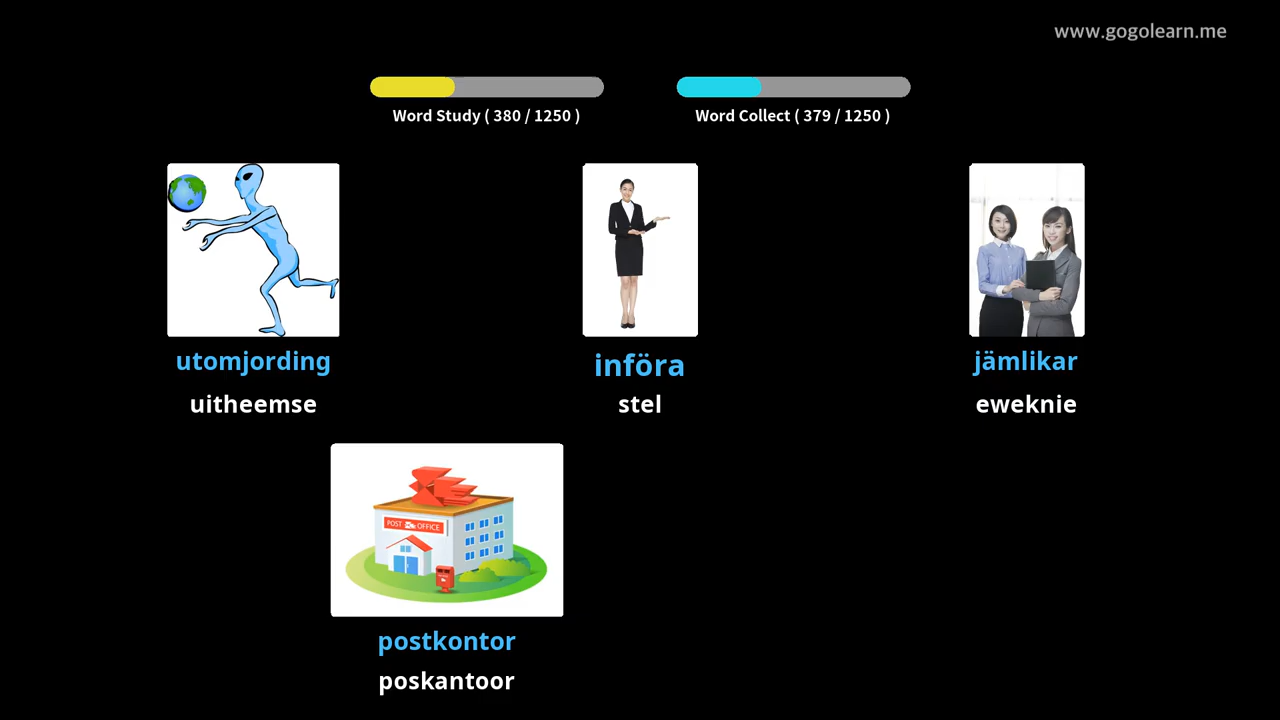 www.gogolearn.me
Word Study ( 380 / 1250 )
Word Collect ( 379 / 1250 )
utomjording
införa
jämlikar
uitheemse
stel
eweknie
POST OFFICE
postkontor
poskantoor